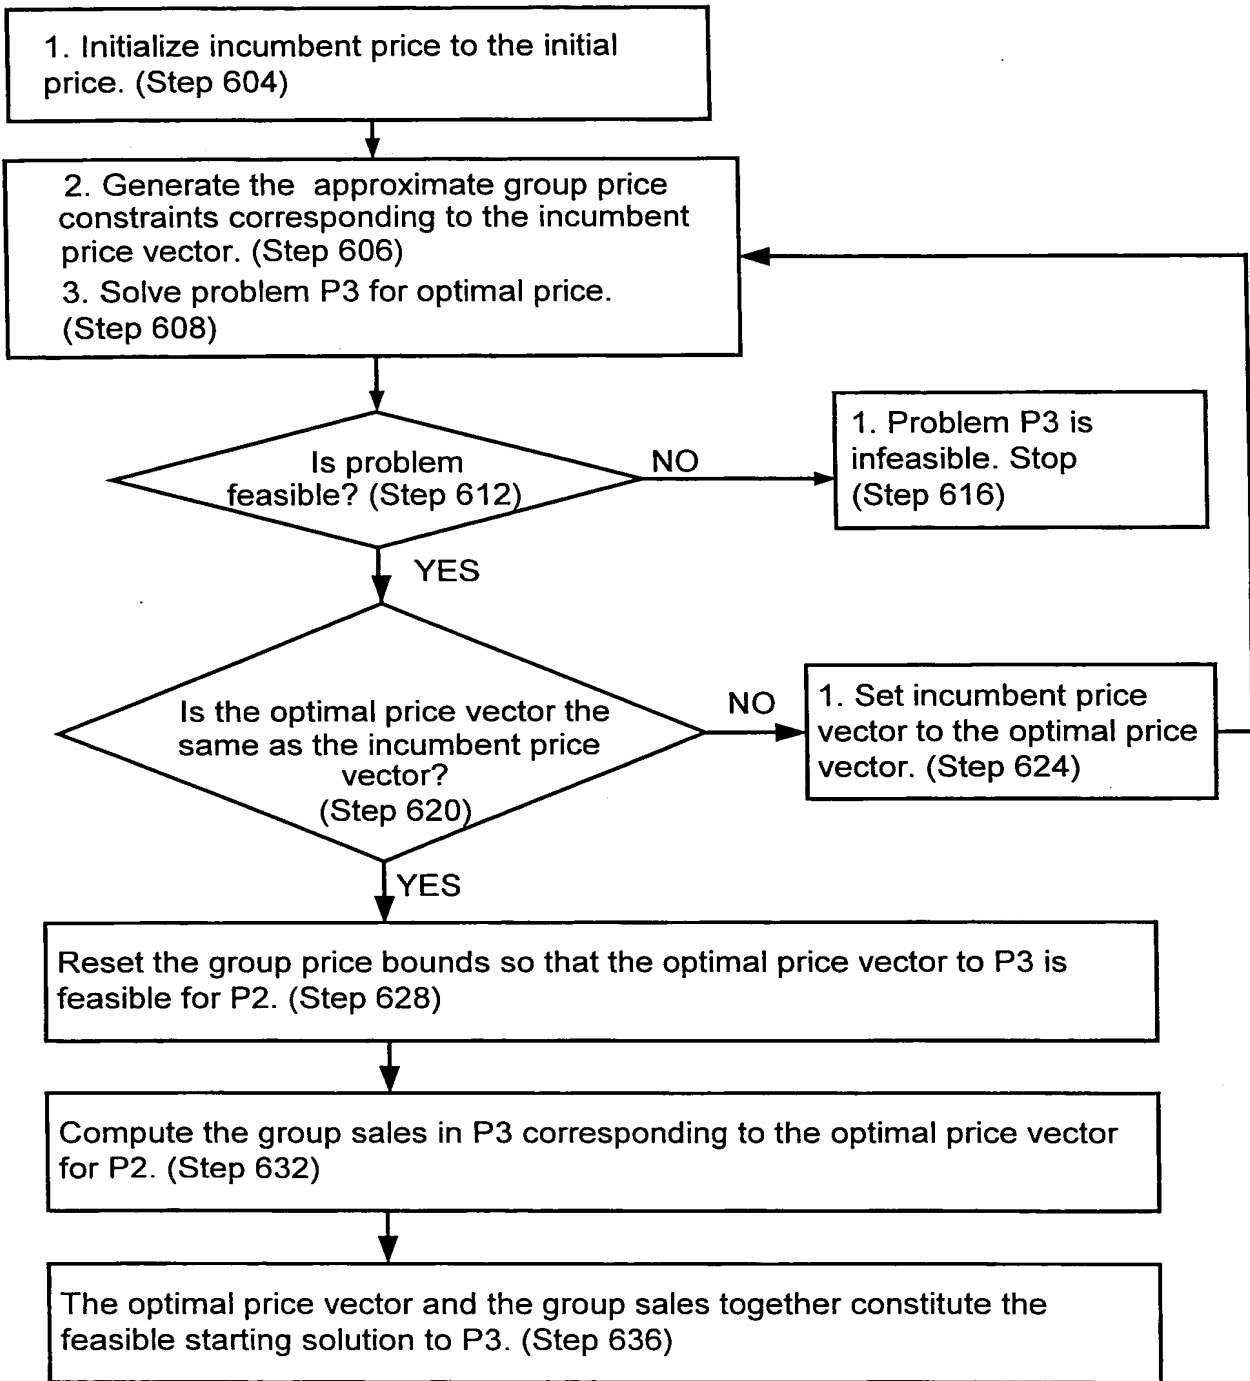 1. Initialize incumbent price to the initial
price. (Step 604)
2. Generate the approximate group price
constraints corresponding to the incumbent
price vector. (Step 606)
3. Solve problem P3 for optimal price.
(Step 608)
Is problem
feasible? (Step 612)
NO
1. Problem P3 is
infeasible. Stop
(Step 616)
YES
Is the optimal price vector the
same as the incumbent price
vector?
(Step 620)
NO
1. Set incumbent price
vector to the optimal price
vector. (Step 624)
YES
Reset the group price bounds so that the optimal price vector to P3 is
feasible for P2. (Step 628)
Compute the group sales in P3 corresponding to the optimal price vector
for P2. (Step 632)
The optimal price vector and the group sales together constitute the
feasible starting solution to P3. (Step 636)